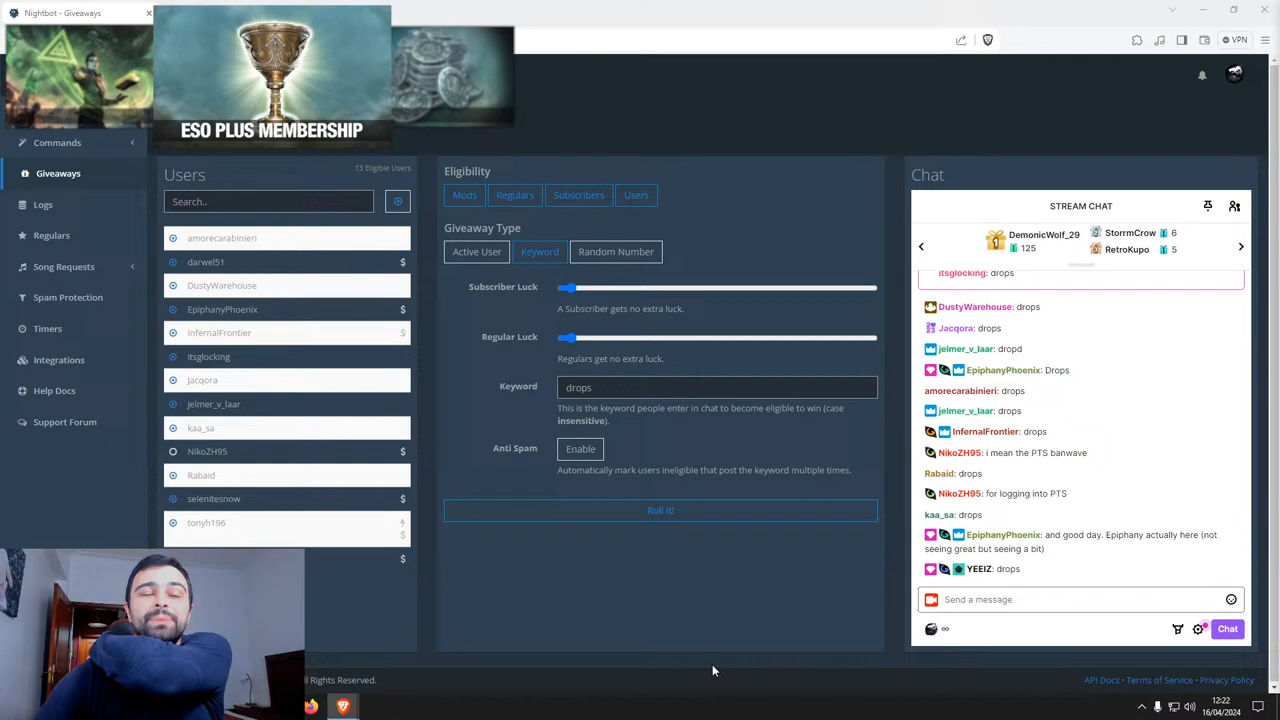 Nightbot - Giveaways
VPN
ESO PLUS MEMBERSHIP
Commands
Giveaways
Logs
Regulars
Song Requests
Spam Protection
Timers
Integrations
Help Docs
Support Forum
Users
13 Eligible Users
Search..
amorecarabinieri
darwel51 $
DustyWarehouse
EpiphanyPhoenix $
InfernalFrontier $
itsglocking
Jacqora
jelmer_v_laar
kaa_sa
NikoZH95 $
Rabaid
selenitesnow $
tonyh196
$
$
Eligibility
Mods Regulars Subscribers Users
Giveaway Type
Active User Keyword Random Number
Subscriber Luck
A Subscriber gets no extra luck.
Regular Luck
Regulars get no extra luck.
Keyword drops
This is the keyword people enter in chat to become eligible to win (case
insensitive).
Anti Spam Enable
Automatically mark users ineligible that post the keyword multiple times.
Roll It!
Chat
STREAM CHAT
1 DemonicWolf_29
125
StorrmCrow 6
RetroKupo 5
itsglocking: drops
DustyWarehouse: drops
Jacqora: drops
jelmer_v_laar: dropd
EpiphanyPhoenix: Drops
amorecarabinieri: drops
jelmer_v_laar: drops
InfernalFrontier: drops
NikoZH95: i mean the PTS banwave
Rabaid: drops
NikoZH95: for logging into PTS
kaa_sa: drops
EpiphanyPhoenix: and good day. Epiphany actually here (not
seeing great but seeing a bit)
YEEIZ: drops
Send a message
∞
Chat
ll Rights Reserved.
API Docs · Terms of Service · Privacy Policy
12:22
16/04/2024